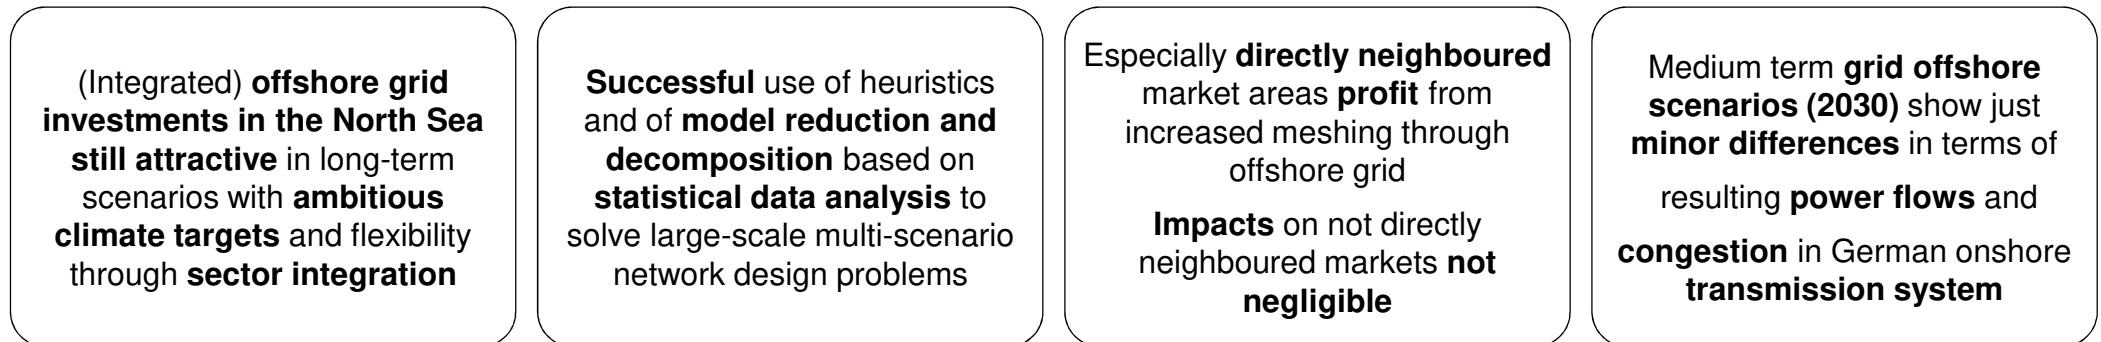 (Integrated) offshore grid
investments in the North Sea
still attractive in long-term
scenarios with ambitious
climate targets and flexibility
through sector integration
Successful use of heuristics
and of model reduction and
decomposition based on
statistical data analysis to
solve large-scale multi-scenario
network design problems
Especially directly neighboured
market areas profit from
increased meshing through
offshore grid
Impacts on not directly
neighboured markets not
negligible
Medium term grid offshore
scenarios (2030) show just
minor differences in terms of
resulting power flows and
congestion in German onshore
transmission system